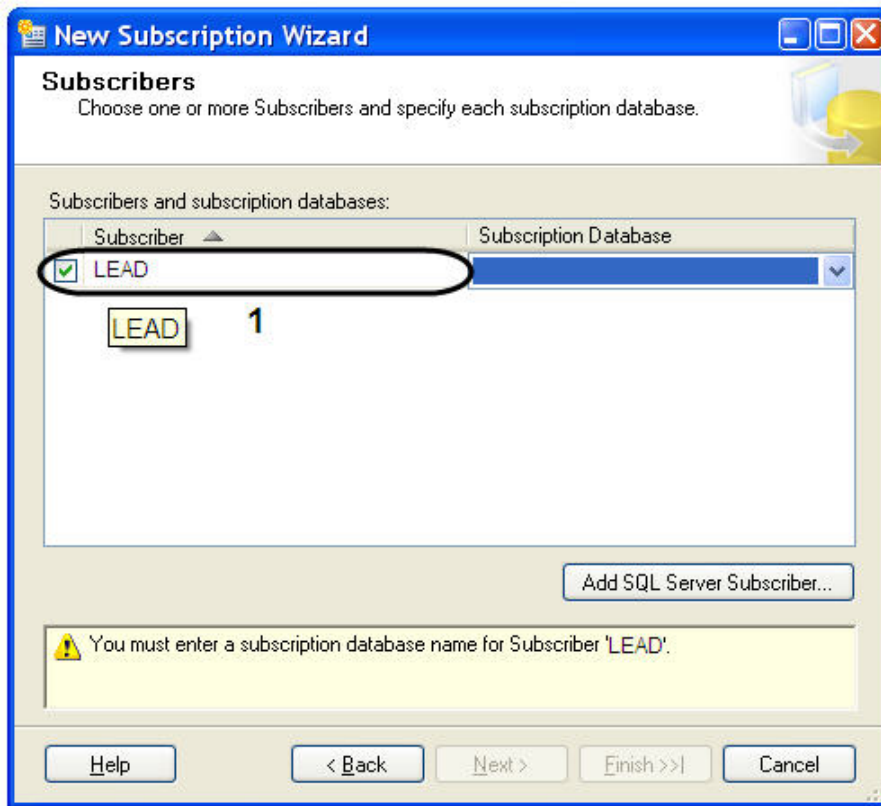 New Subscription Wizard
Subscribers
Choose one or more Subscribers and specify each subscription database.
Subscribers and subscription databases:
Subscriber Subscription Database
LEAD
LEAD 1
Add SQL Server Subscriber...
You must enter a subscription database name for Subscriber 'LEAD'.
Help < Back Next > Finish >>| Cancel